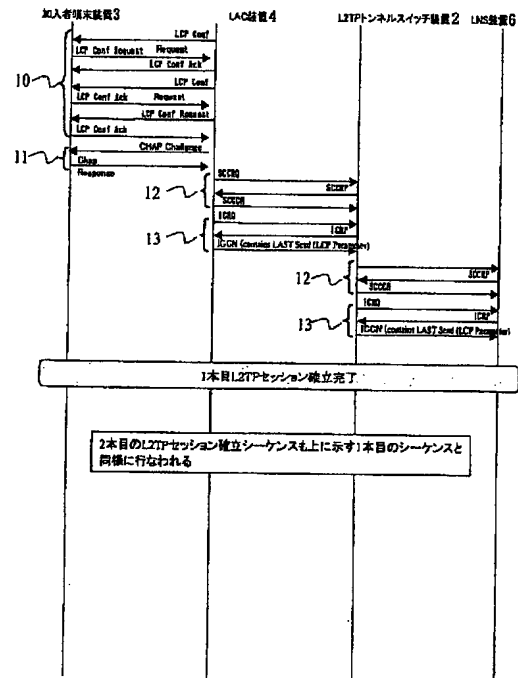 加入者端末装置3
LAC装置4
L2TPトンネルスイッチ装置2
LNS装置6
LCP Conf
Request
LCP Conf Request
LCP Conf Ack
10
LCP Conf
Request
LCP Conf Ack
LCP Conf Request
LCP Conf Ack
11
CHAP Challenge
Chap
Response
12
SCCRQ
SCCRP
SCCCN
13
ICRQ
ICRP
ICCN (contains LAST Send (LCP Parameter)
12
SCCRP
SCCCN
13
ICRQ
ICRP
ICCN (contains LAST Send (LCP Parameter)
1本目L2TPセッション確立完了
2本目のL2TPセッション確立シーケンスも上に示す1本目のシーケンスと
同様に行なわれる